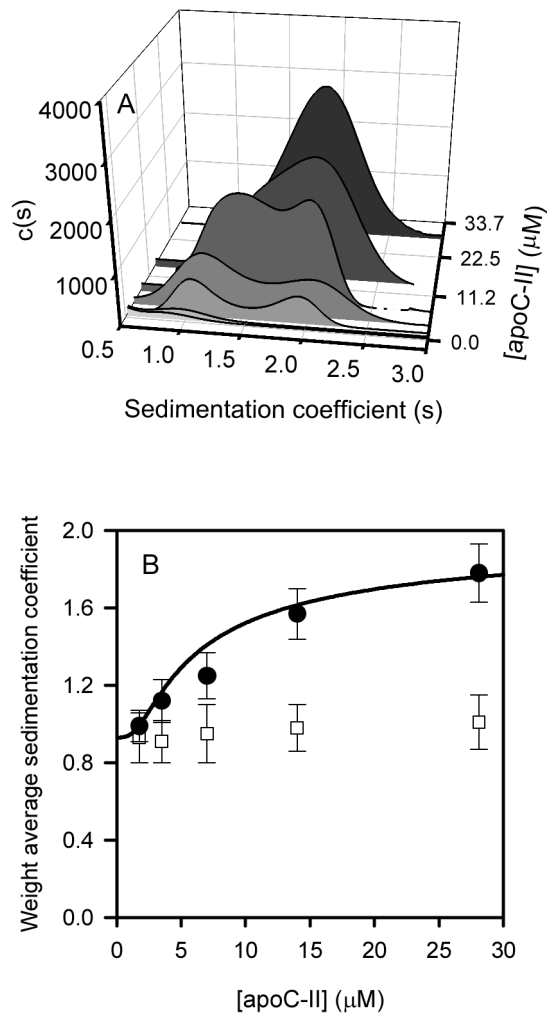 A
4000
3000
2000
1000
c(s)
33.7
22.5
11.2
0.0
[apoC-II] (μM)
0.5 1.0 1.5 2.0 2.5 3.0
Sedimentation coefficient (s)
B
2.0
1.6
1.2
0.8
0.4
0.0
Weight average sedimentation coefficient
0 5 10 15 20 25 30
[apoC-II] (μM)